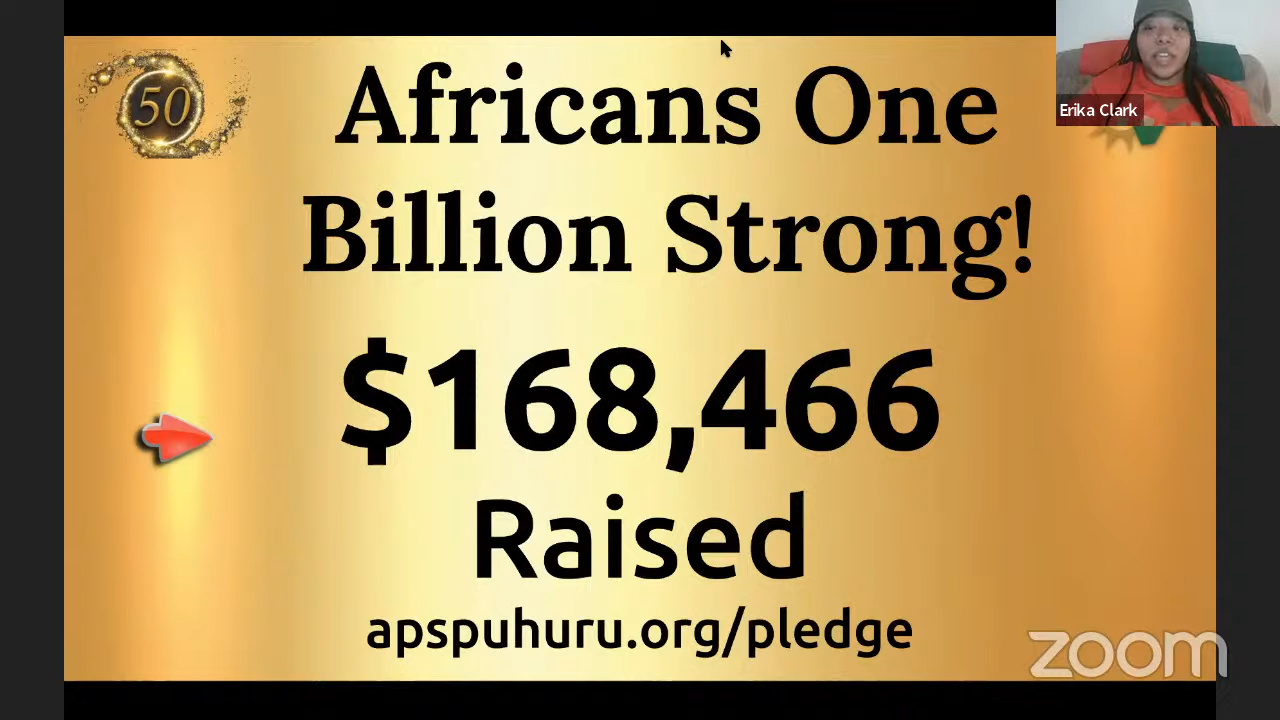 50
Africans One
Billion Strong!
$168,466
Raised
apspuhuru.org/pledge
Erika Clark
zoom